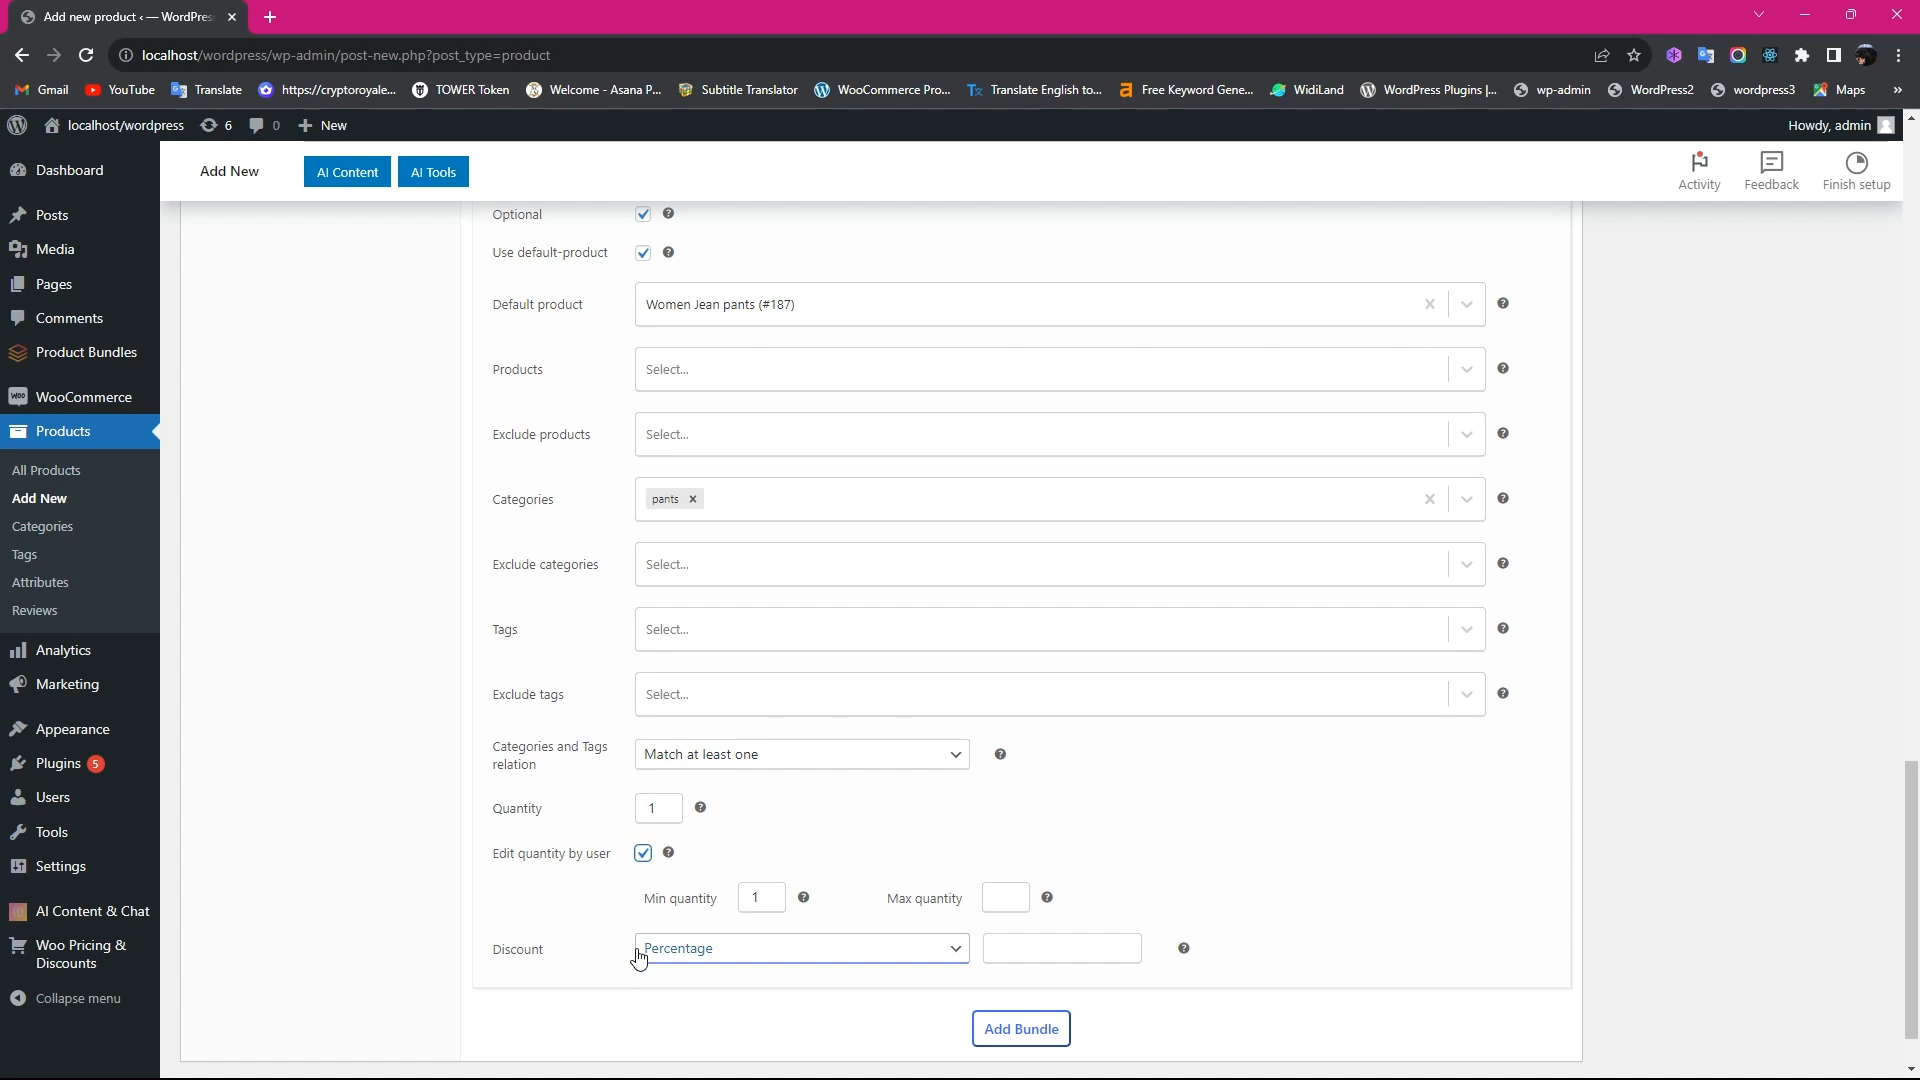 Add new product ‹ — WordPres
localhost/wordpress/wp-admin/post-new.php?post_type=product
Gmail YouTube Translate https://cryptoroyale... TOWER Token Welcome - Asana P... Subtitle Translator WooCommerce Pro... Translate English to... Free Keyword Gene... WidiLand WordPress Plugins |... wp-admin WordPress2 wordpress3 Maps »
localhost/wordpress 6 0 New Howdy, admin
Add New AI Content AI Tools Activity Feedback Finish setup
Dashboard
Posts
Media
Pages
Comments
Product Bundles
WooCommerce
Products
All Products
Add New
Categories
Tags
Attributes
Reviews
Analytics
Marketing
Appearance
Plugins 5
Users
Tools
Settings
AI Content & Chat
Woo Pricing &
Discounts
Collapse menu
Optional
Use default-product
Default product Women Jean pants (#187)
Products Select...
Exclude products Select...
Categories pants
Exclude categories Select...
Tags Select...
Exclude tags Select...
Categories and Tags
relation
Match at least one
Quantity 1
Edit quantity by user
Min quantity 1 Max quantity
Discount Percentage
Add Bundle